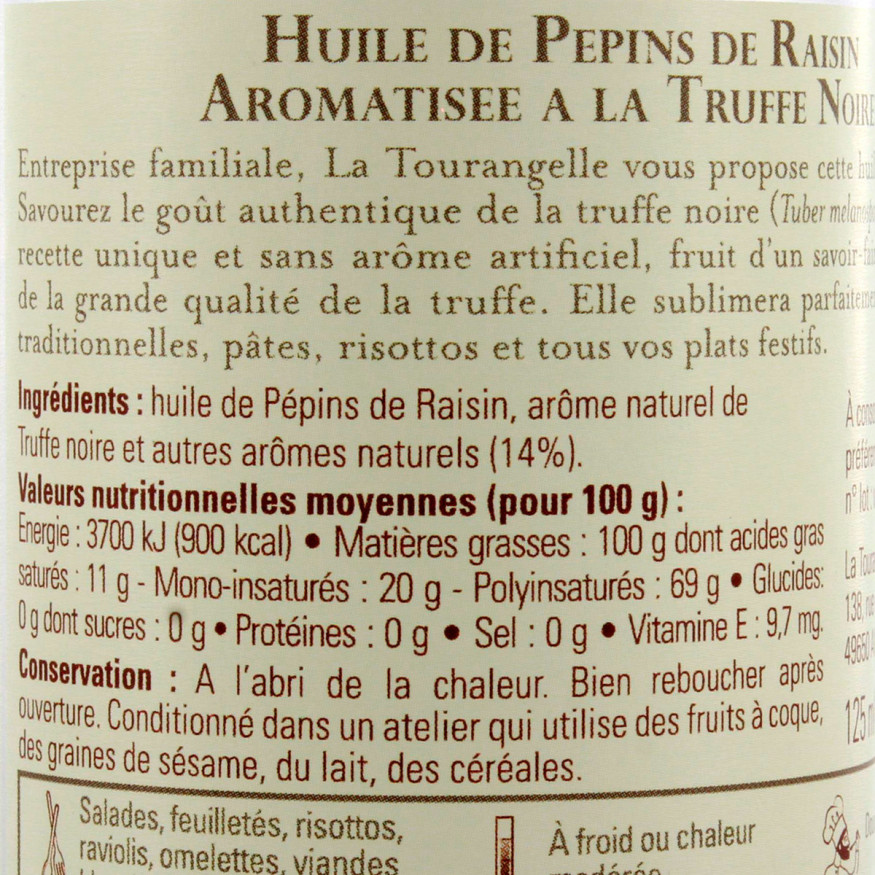 HUILE DE PEPINS DE RAISIN
AROMATISEE A LA TRUFFE NOIRE
Entreprise familiale, La Tourangelle vous propose cette
Savourez le goût authentique de la truffe noire (Tuber
recette unique et sans arôme artificiel, fruit d'un savoir-
de la grande qualité de la truffe. Elle sublimera
traditionnelles, pâtes, risottos et tous vos plats festifs.
Ingrédients : huile de Pépins de Raisin, arôme naturel de
Truffe noire et autres arômes naturels (14%).
Valeurs nutritionnelles moyennes (pour 100 g) :
Energie : 3700 kJ (900 kcal) • Matières grasses : 100 g dont acides gras
saturés : 11 g - Mono-insaturés : 20 g - Polyinsaturés : 69 g • Glucides:
0 g dont sucres : 0 g • Protéines : 0 g • Sel : 0 g • Vitamine E : 9,7 mg.
Conservation : A l'abri de la chaleur. Bien reboucher après
ouverture. Conditionné dans un atelier qui utilise des fruits à coque,
des graines de sésame, du lait, des céréales.
À
n° lot :
La
138,
49650
125
Salades, feuilletés, risottos,
raviolis, omelettes, viandes
À froid ou chaleur
modérée